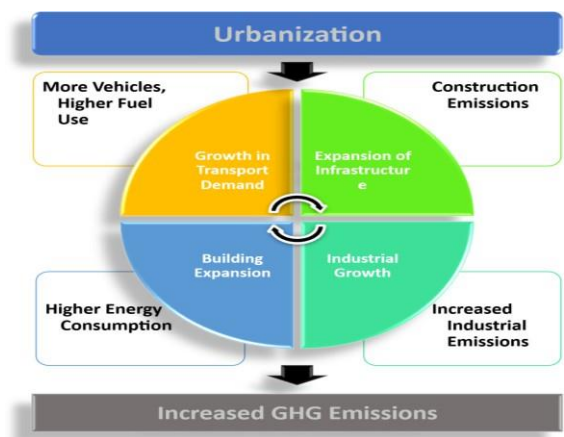 Urbanization
More Vehicles,
Higher Fuel
Use
Construction
Emissions
Growth in
Transport
Demand
Expansion of
Infrastructur
e
Building
Expansion
Industrial
Growth
Higher Energy
Consumption
Increased
Industrial
Emissions
Increased GHG Emissions